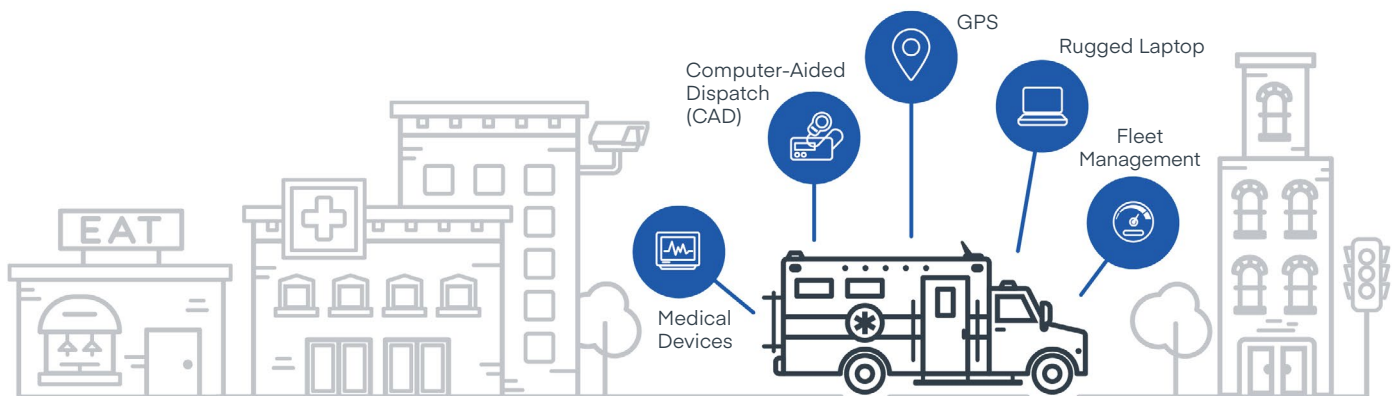 GPS
Rugged Laptop
Computer-Aided
Dispatch
(CAD)
Fleet
Management
EAT
Medical
Devices